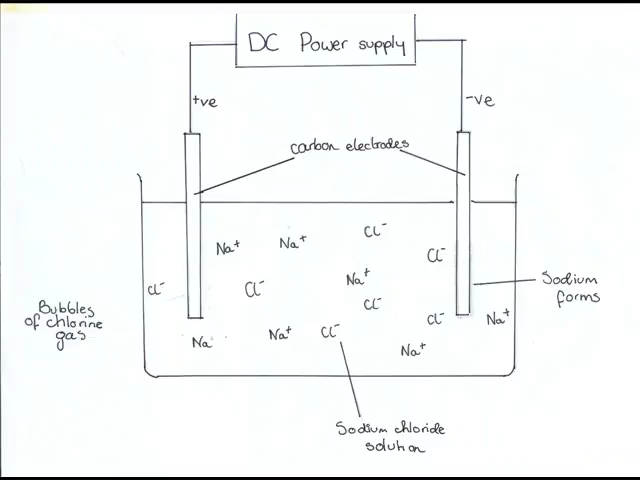 DC Power supply
+ve
-ve
carbon electrodes
Cl⁻
Na⁺
Na⁺
Cl⁻
Na⁺
Cl⁻
Cl⁻
Cl⁻
Sodium
forms
Bubbles
of chlorine
gas
Cl⁻
Na⁺
Na
Na⁺
Cl⁻
Na⁺
Sodium chloride
solution